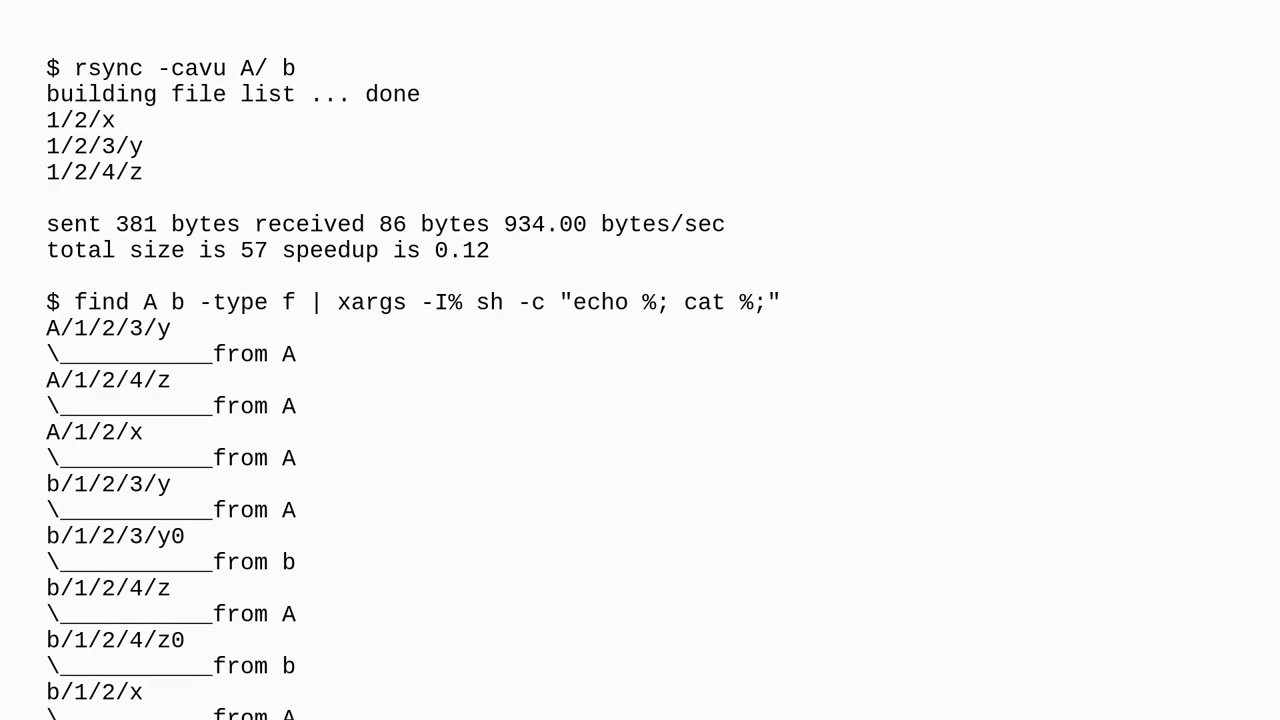 $ rsync -cavu A/ b
building file list ... done
1/2/x
1/2/3/y
1/2/4/z
sent 381 bytes received 86 bytes 934.00 bytes/sec
total size is 57 speedup is 0.12
$ find A b -type f | xargs -I% sh -c "echo %; cat %;"
A/1/2/3/y
\___________from A
A/1/2/4/z
\___________from A
A/1/2/x
\___________from A
b/1/2/3/y
\___________from A
b/1/2/3/y0
\___________from b
b/1/2/4/z
\___________from A
b/1/2/4/z0
\___________from b
b/1/2/x
\___________from A